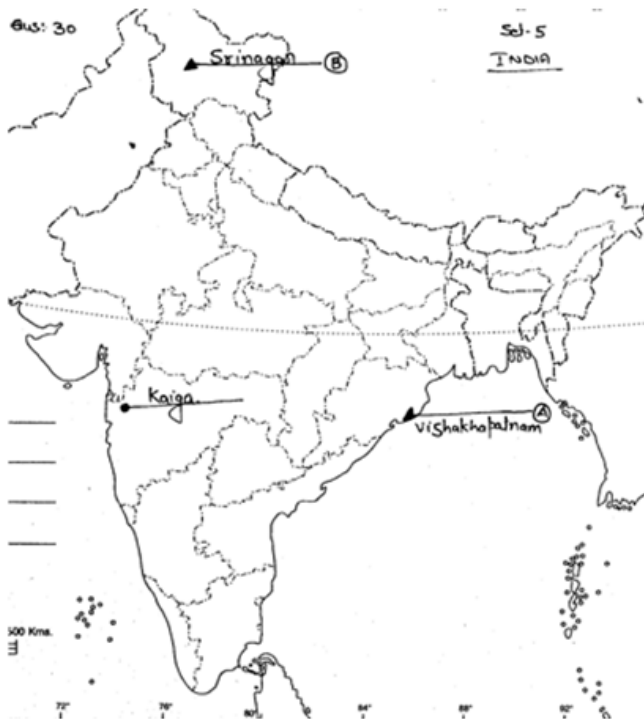 Qus: 30
Set-5
INDIA
Srinagar
B
Kaiga.
A
Vishakhapatnam
500 Kms.
72°
76°
80°
84°
88°
92°